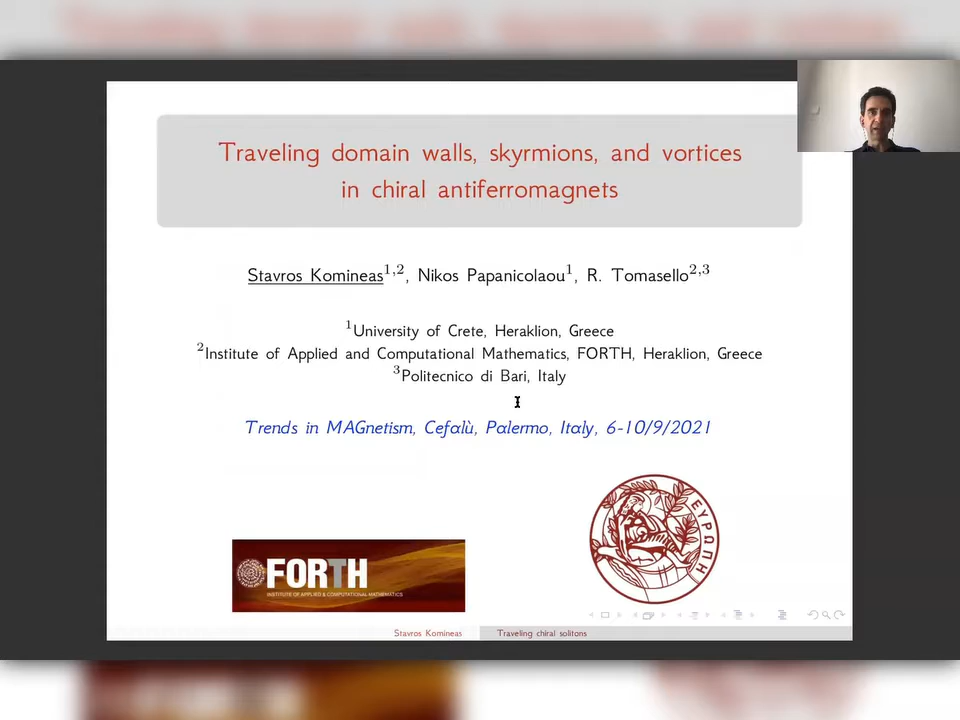 Traveling domain walls, skyrmions, and vortices
in chiral antiferromagnets
Stavros Komineas1,2, Nikos Papanicolaou1, R. Tomasello2,3
1University of Crete, Heraklion, Greece
2Institute of Applied and Computational Mathematics, FORTH, Heraklion, Greece
3Politecnico di Bari, Italy
Trends in MAGnetism, Cefalù, Palermo, Italy, 6-10/9/2021
FORTH
INSTITUTE OF APPLIED & COMPUTATIONAL MATHEMATICS
ΕΥΡΩΠΗ
Stavros Komineas
Traveling chiral solitons